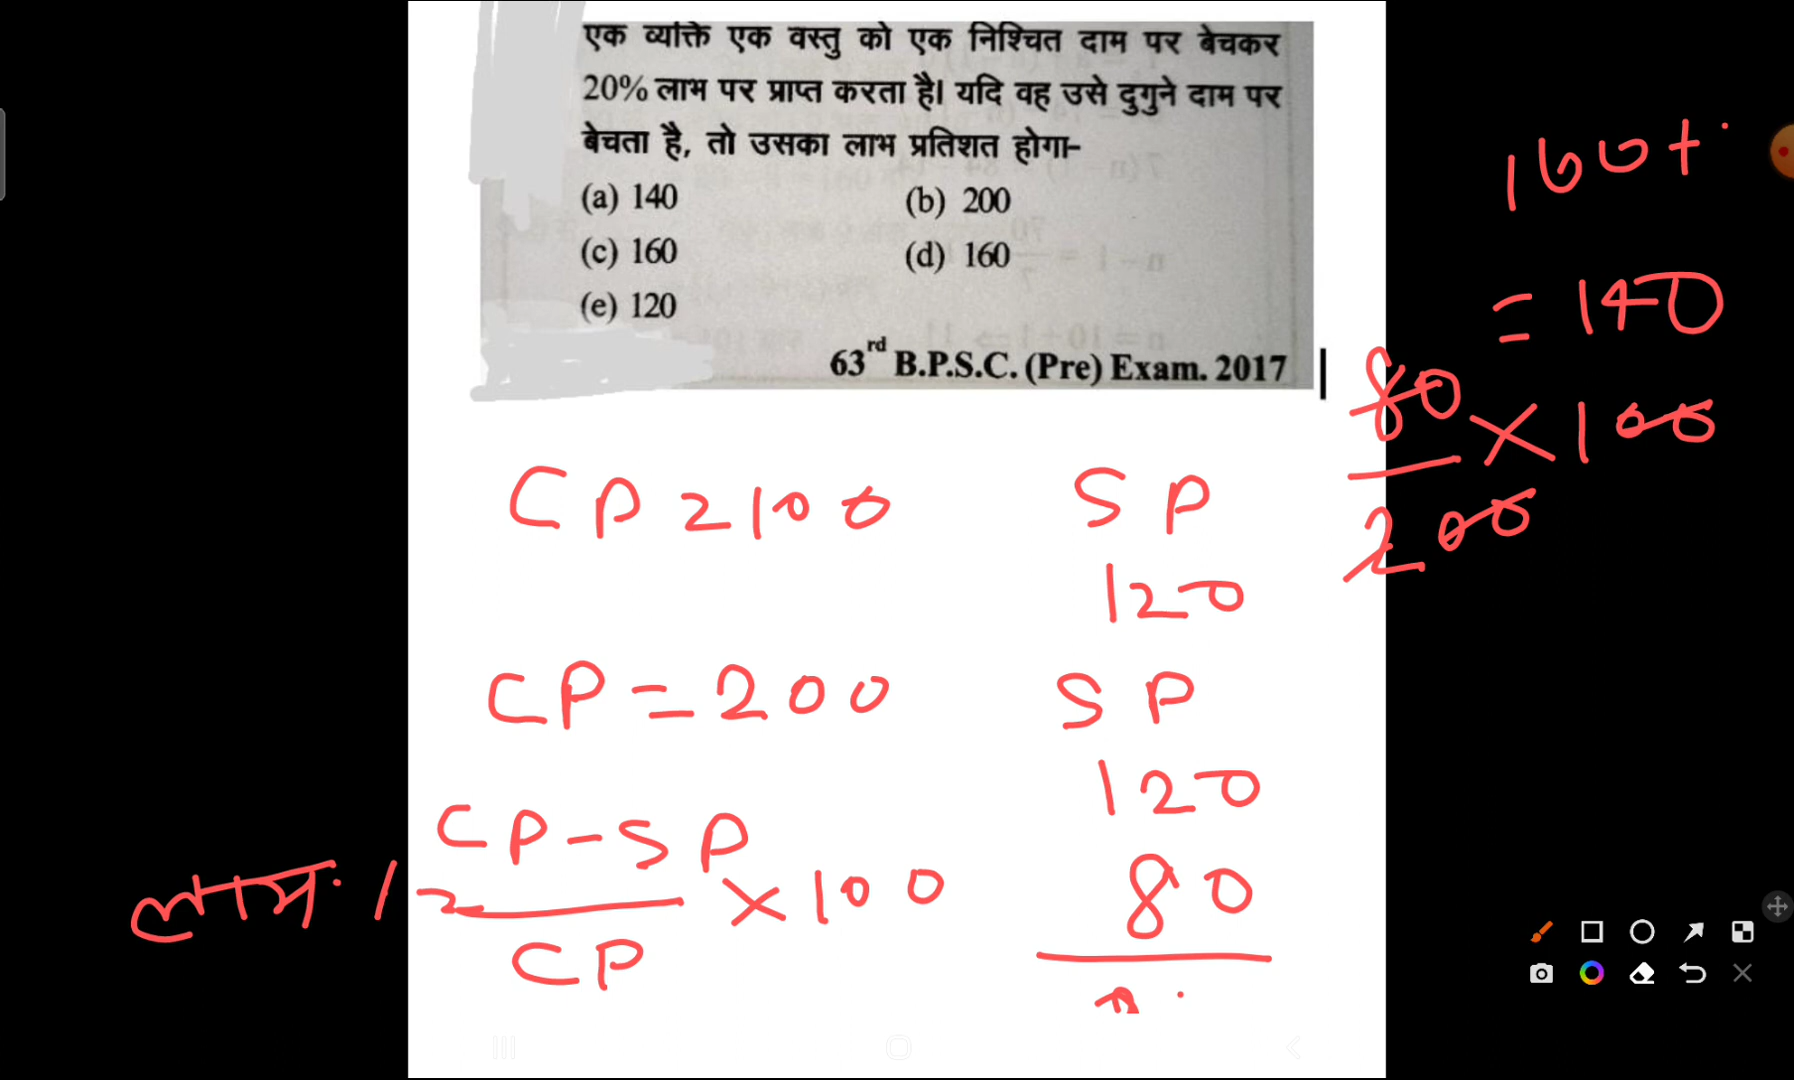 एक व्यक्ति एक वस्तु को एक निश्चित दाम पर बेचकर
20% लाभ पर प्राप्त करता है। यदि वह उसे दुगुने दाम पर
बेचता है, तो उसका लाभ प्रतिशत होगा-
(a) 140 (b) 200
(c) 160 (d) 160
(e) 120
63rd B.P.S.C. (Pre) Exam. 2017
100+
= 140
80
× 100
200
CP = 100 SP
120
CP = 200 SP
120
CP-SP
लाभ = × 100
CP
80